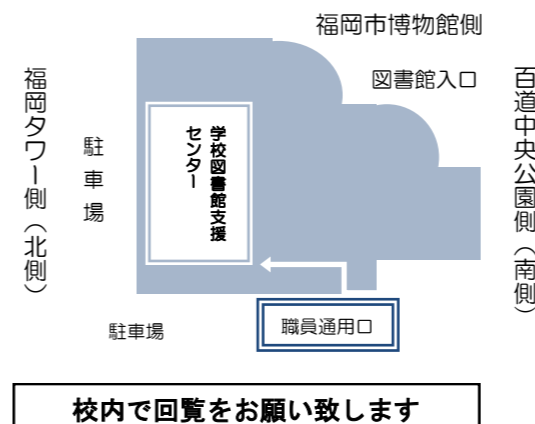 福岡市博物館側
図書館入口
百道中央公園側（南側）
福岡タワー側（北側）
駐車場
学校図書館支援
センター
駐車場
職員通用口
校内で回覧をお願い致します